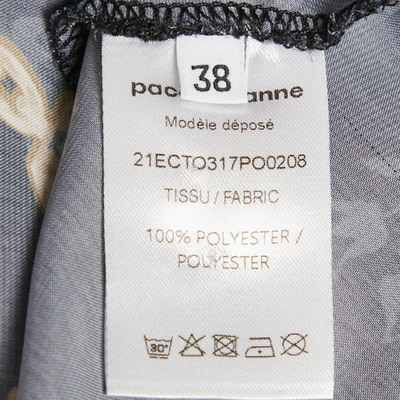 38
Modèle déposé
21ECTO317PO0208
TISSU / FABRIC
100% POLYESTER /
POLYESTER
30°